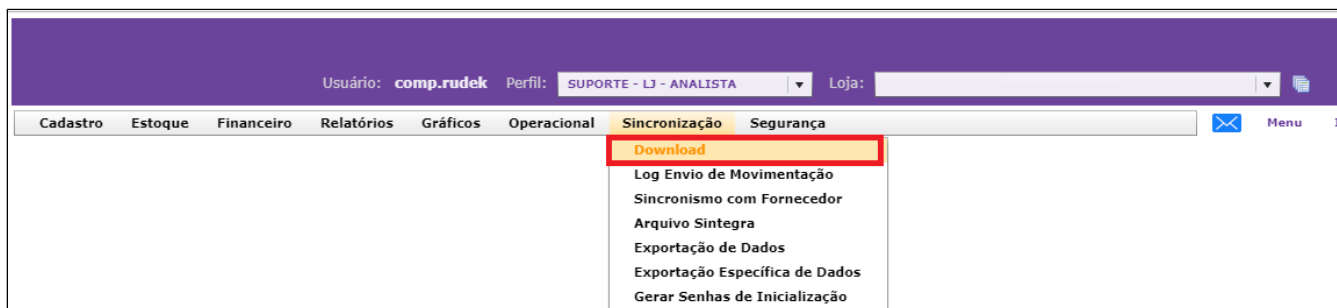 Usuário: comp.rudek Perfil: SUPORTE - LJ - ANALISTA Loja:
Cadastro Estoque Financeiro Relatórios Gráficos Operacional Sincronização Segurança Menu
Download
Log Envio de Movimentação
Sincronismo com Fornecedor
Arquivo Sintegra
Exportação de Dados
Exportação Específica de Dados
Gerar Senhas de Inicialização